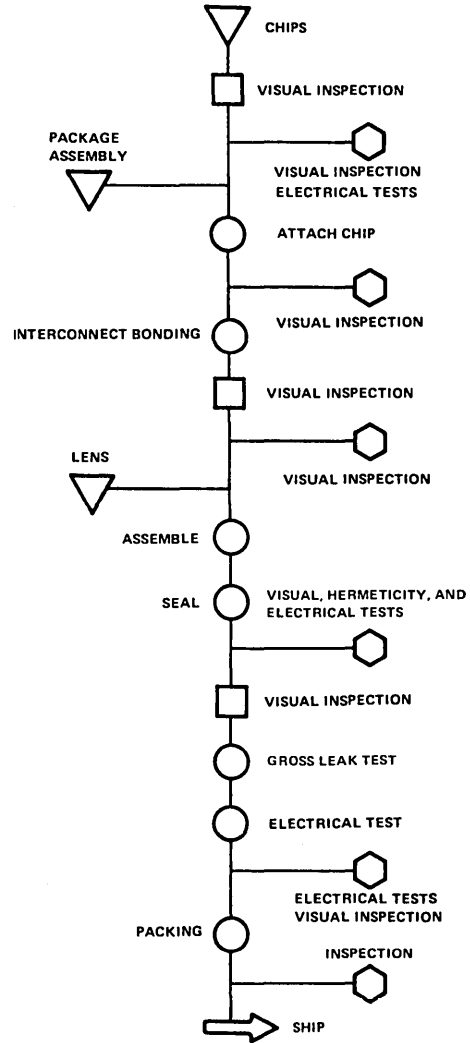 CHIPS
VISUAL INSPECTION
PACKAGE
ASSEMBLY
VISUAL INSPECTION
ELECTRICAL TESTS
ATTACH CHIP
VISUAL INSPECTION
INTERCONNECT BONDING
VISUAL INSPECTION
LENS
VISUAL INSPECTION
ASSEMBLE
SEAL
VISUAL, HERMETICITY, AND
ELECTRICAL TESTS
VISUAL INSPECTION
GROSS LEAK TEST
ELECTRICAL TEST
ELECTRICAL TESTS
VISUAL INSPECTION
PACKING
INSPECTION
SHIP